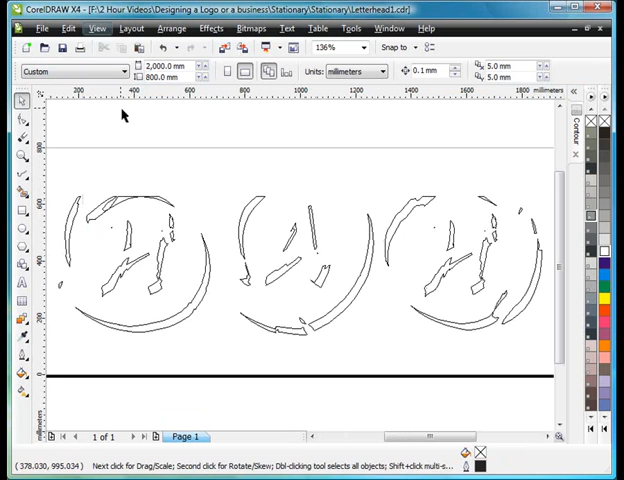 CorelDRAW X4 - [F:\2 Hour Videos\Designing a Logo or a business\Stationary\Stationary\Letterhead1.cdr]
File Edit View Layout Arrange Effects Bitmaps Text Tools Window Help
136% Snap to
Custom 2,000.0 mm 800.0 mm Units: millimeters 0.1 mm 5.0 mm 5.0 mm
200 400 600 800 1000 1200 1400 1600 1800 millimeters
Contour
800
600
400
200
0
millimeters
1 of 1 Page 1
( 378.030, 995.034 ) Next click for Drag/Scale; Second click for Rotate/Skew; Dbl-clicking tool selects all objects; Shift+click multi-s...